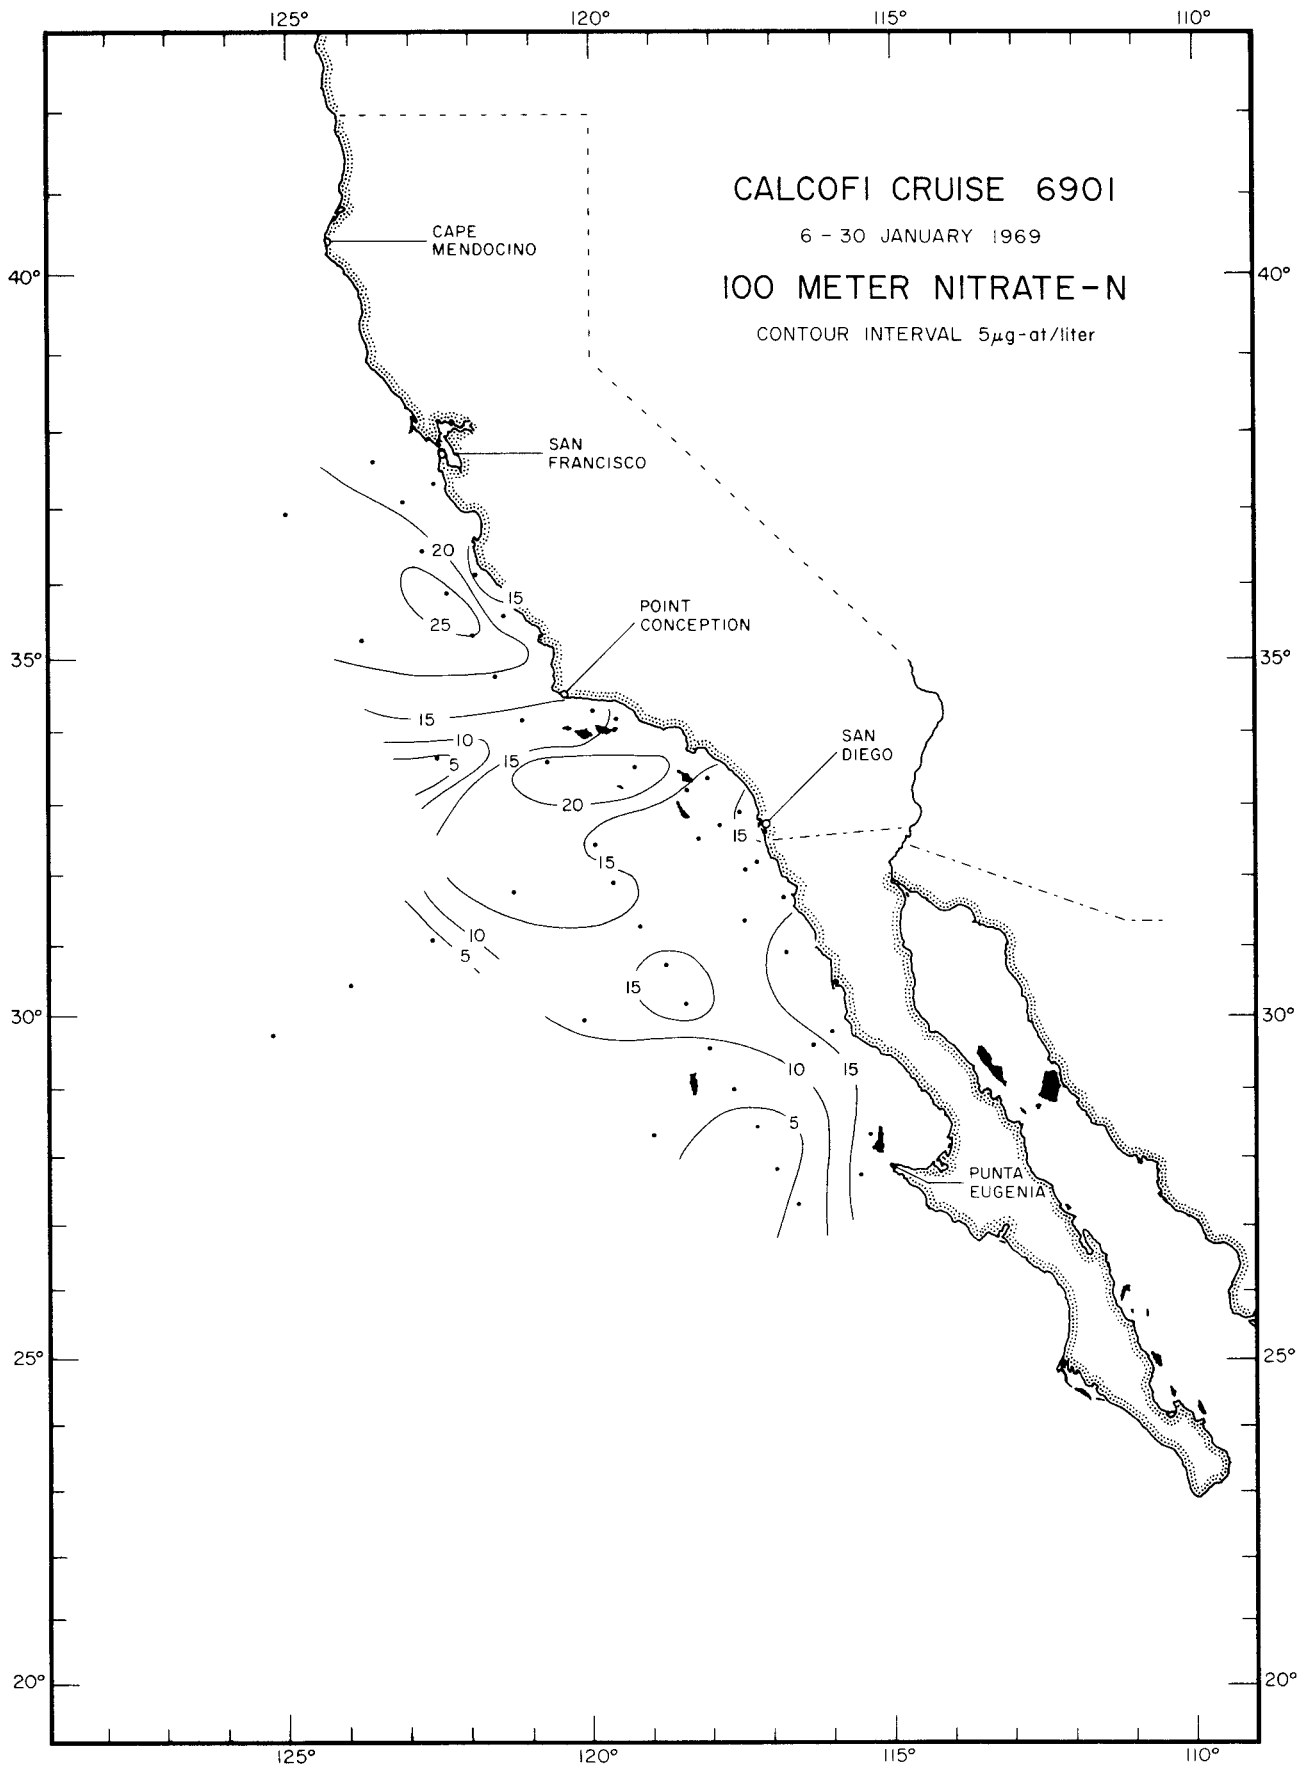 125° 120° 115° 110°
CALCOFI CRUISE 6901
6 – 30 JANUARY 1969
100 METER NITRATE–N
CONTOUR INTERVAL 5µg-at/liter
CAPE
MENDOCINO
40° 40°
SAN
FRANCISCO
20
15
25
POINT
CONCEPTION
35° 35°
15
10
5
15
20
SAN
DIEGO
15
15
10
5
15
30° 30°
10 15
5
PUNTA
EUGENIA
25° 25°
20° 20°
125° 120° 115° 110°